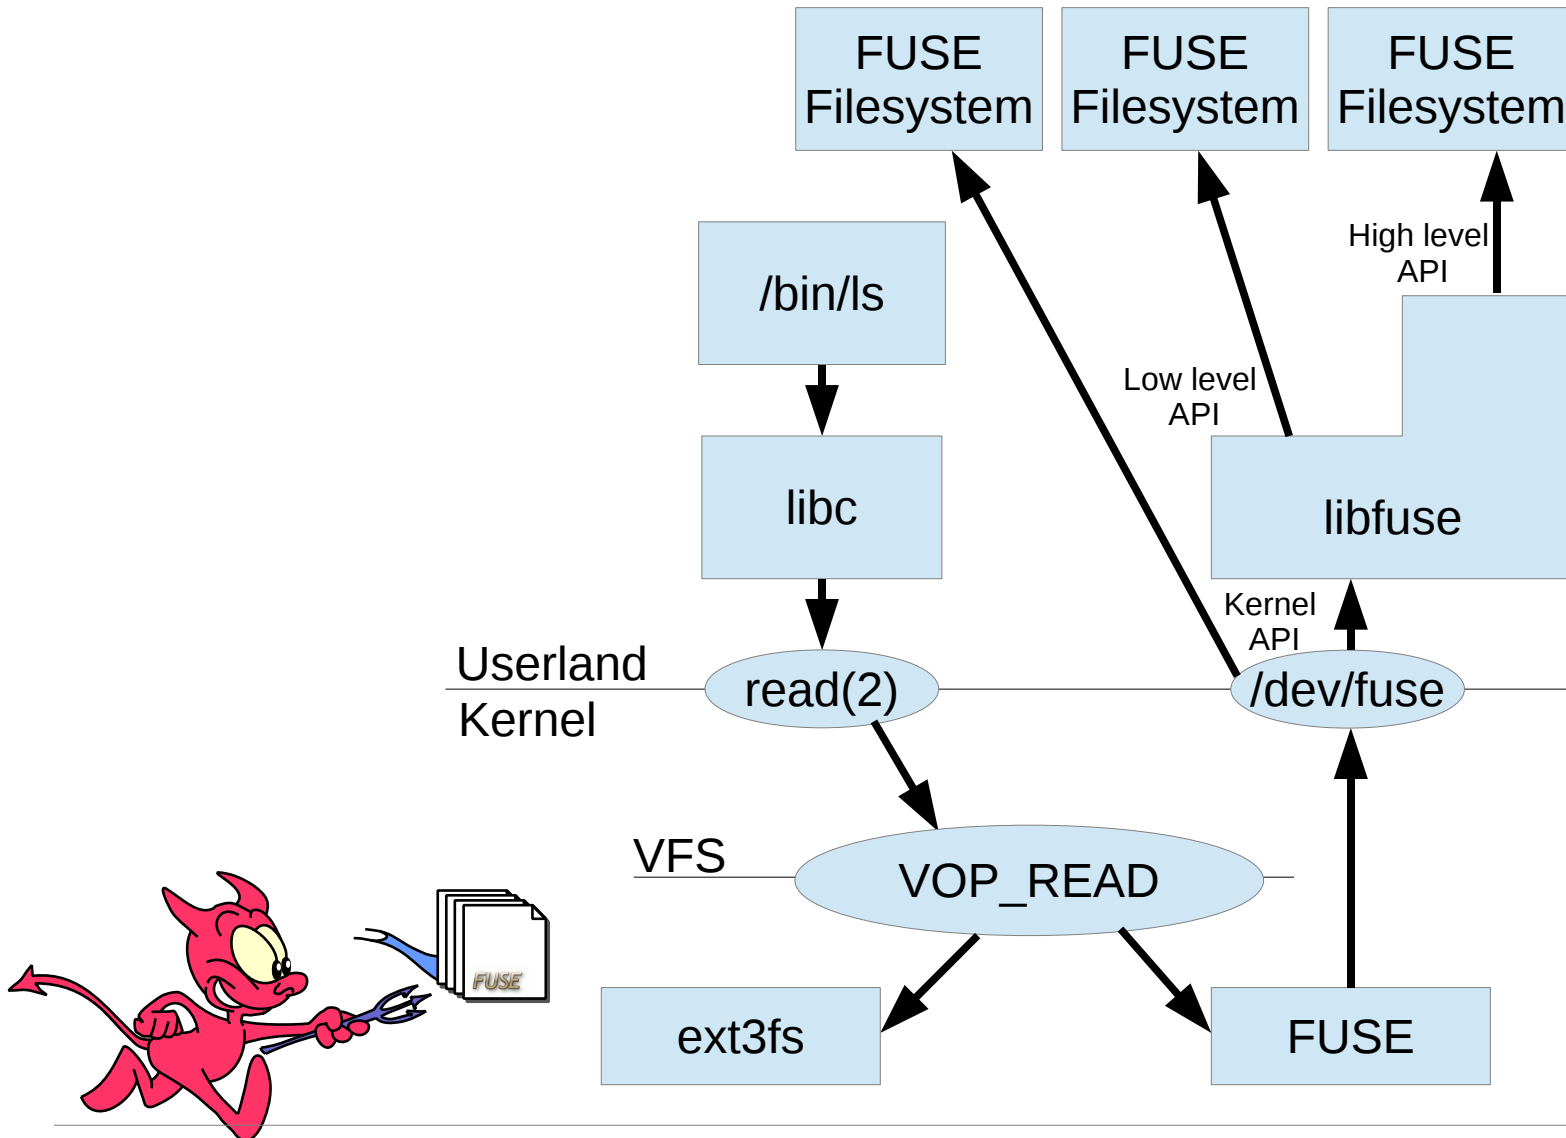 FUSE
Filesystem
FUSE
Filesystem
FUSE
Filesystem
High level
API
/bin/ls
Low level
API
libc
libfuse
Kernel
API
Userland
read(2)
/dev/fuse
Kernel
VFS
VOP_READ
FUSE
ext3fs
FUSE